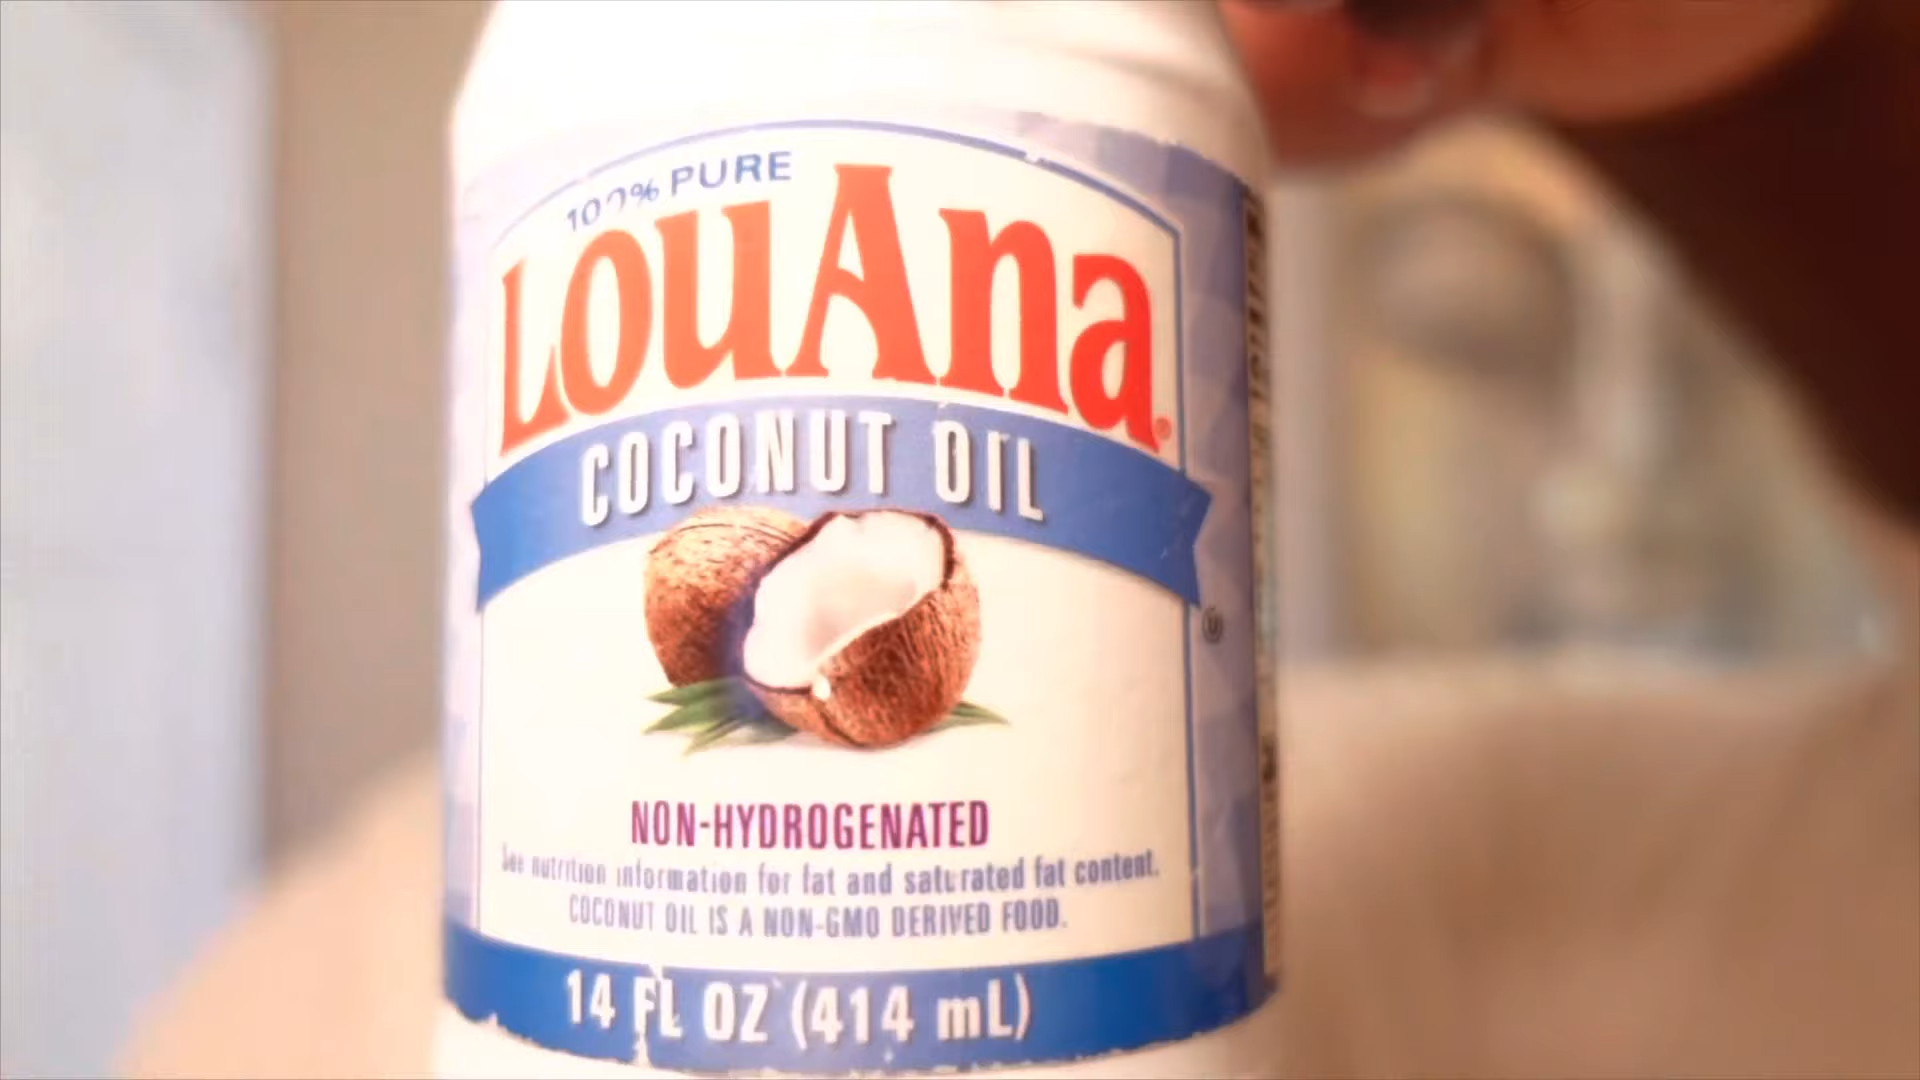 100% PURE
LouAna®
COCONUT OIL
U
NON-HYDROGENATED
See nutrition information for fat and saturated fat content.
COCONUT OIL IS A NON-GMO DERIVED FOOD.
14 FL OZ (414 mL)